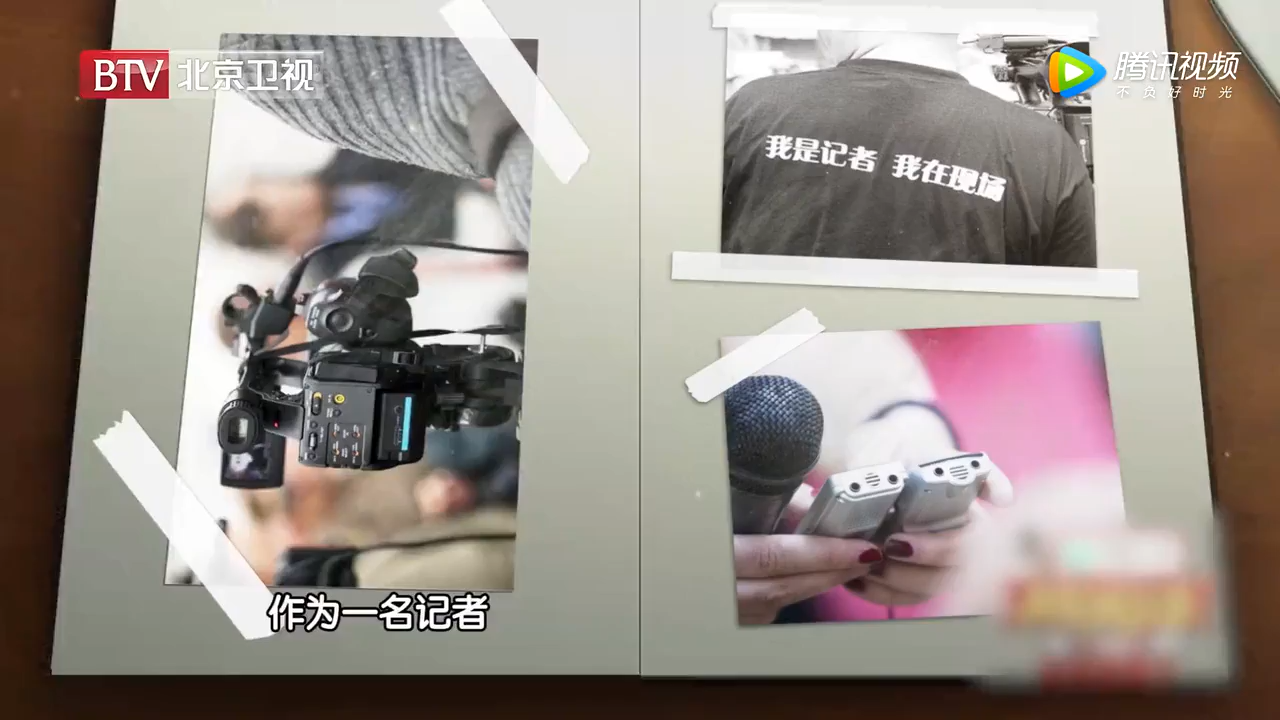 BTV 北京卫视
腾讯视频
不负好时光
我是记者 我在现场
作为一名记者